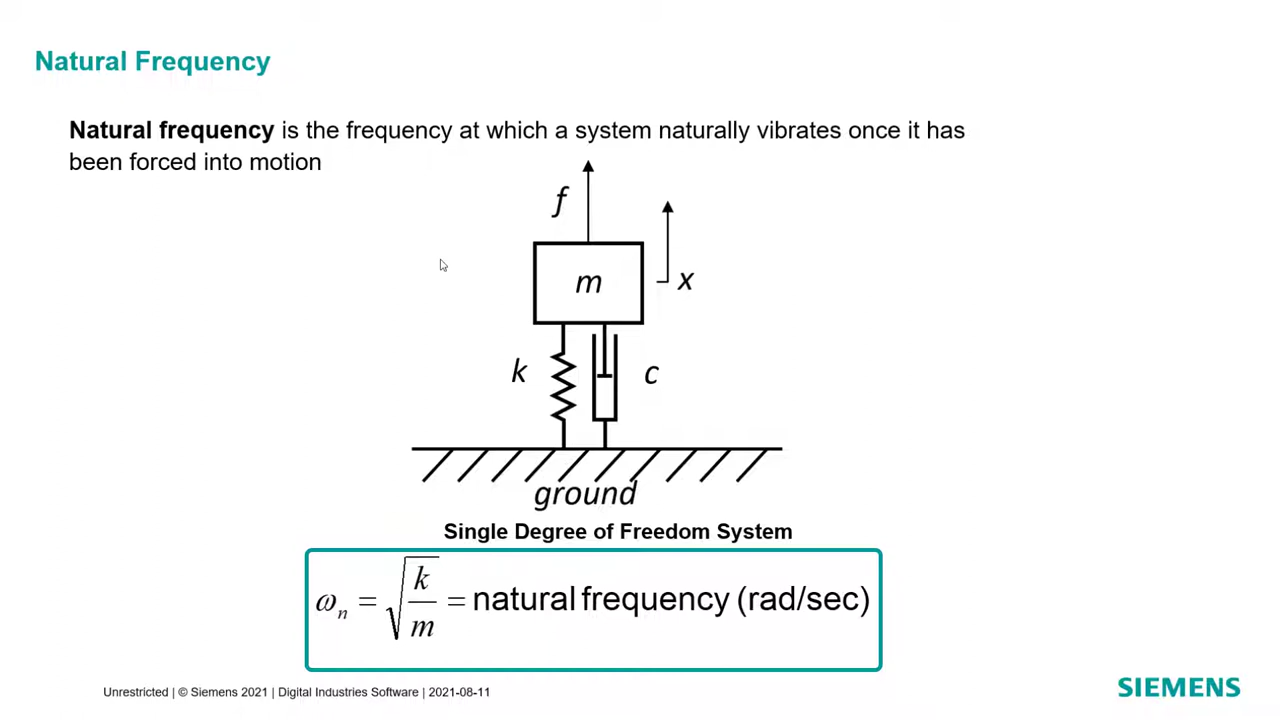 Natural Frequency
Natural frequency is the frequency at which a system naturally vibrates once it has
been forced into motion
f
m
x
k
c
ground
Single Degree of Freedom System
ωn = √(k/m) = natural frequency (rad/sec)
Unrestricted | © Siemens 2021 | Digital Industries Software | 2021-08-11
SIEMENS